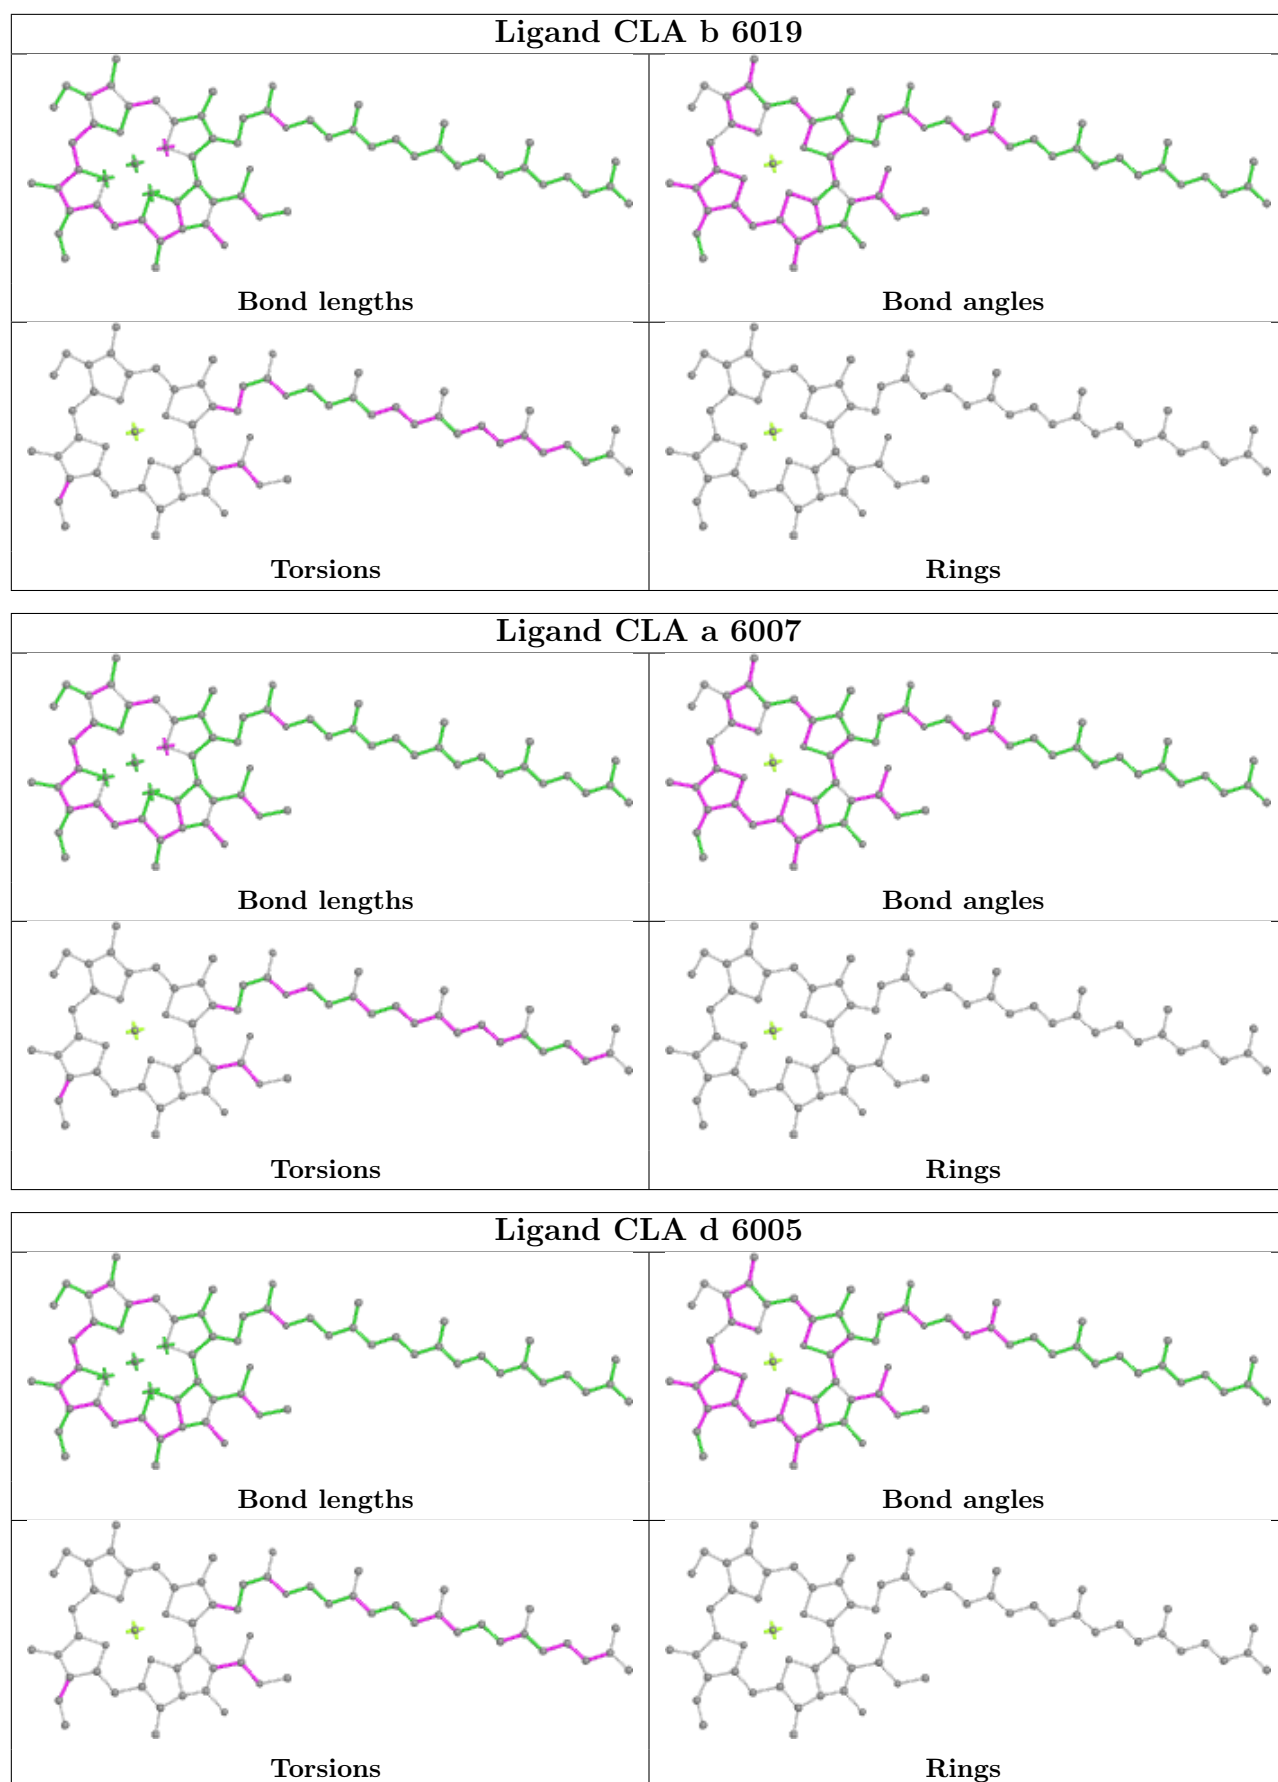 Ligand CLA b 6019
Bond lengths
Bond angles
Torsions
Rings
Ligand CLA a 6007
Bond lengths
Bond angles
Torsions
Rings
Ligand CLA d 6005
Bond lengths
Bond angles
Torsions
Rings